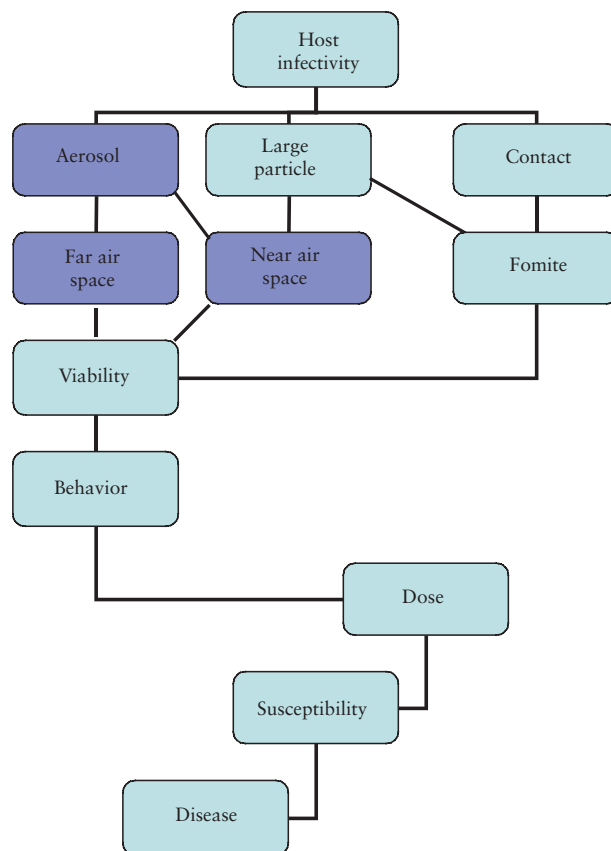 Host
infectivity
Aerosol
Large
particle
Contact
Far air
space
Near air
space
Fomite
Viability
Behavior
Dose
Susceptibility
Disease